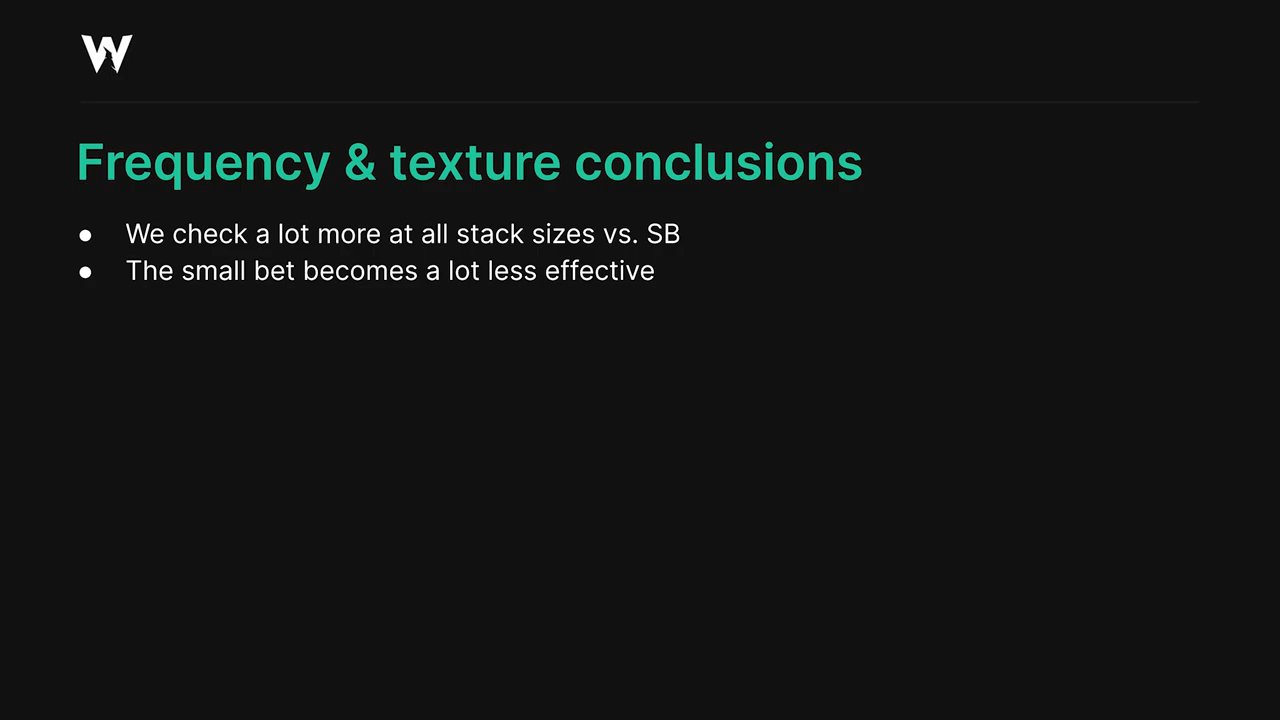 W
Frequency & texture conclusions
● We check a lot more at all stack sizes vs. SB
● The small bet becomes a lot less effective